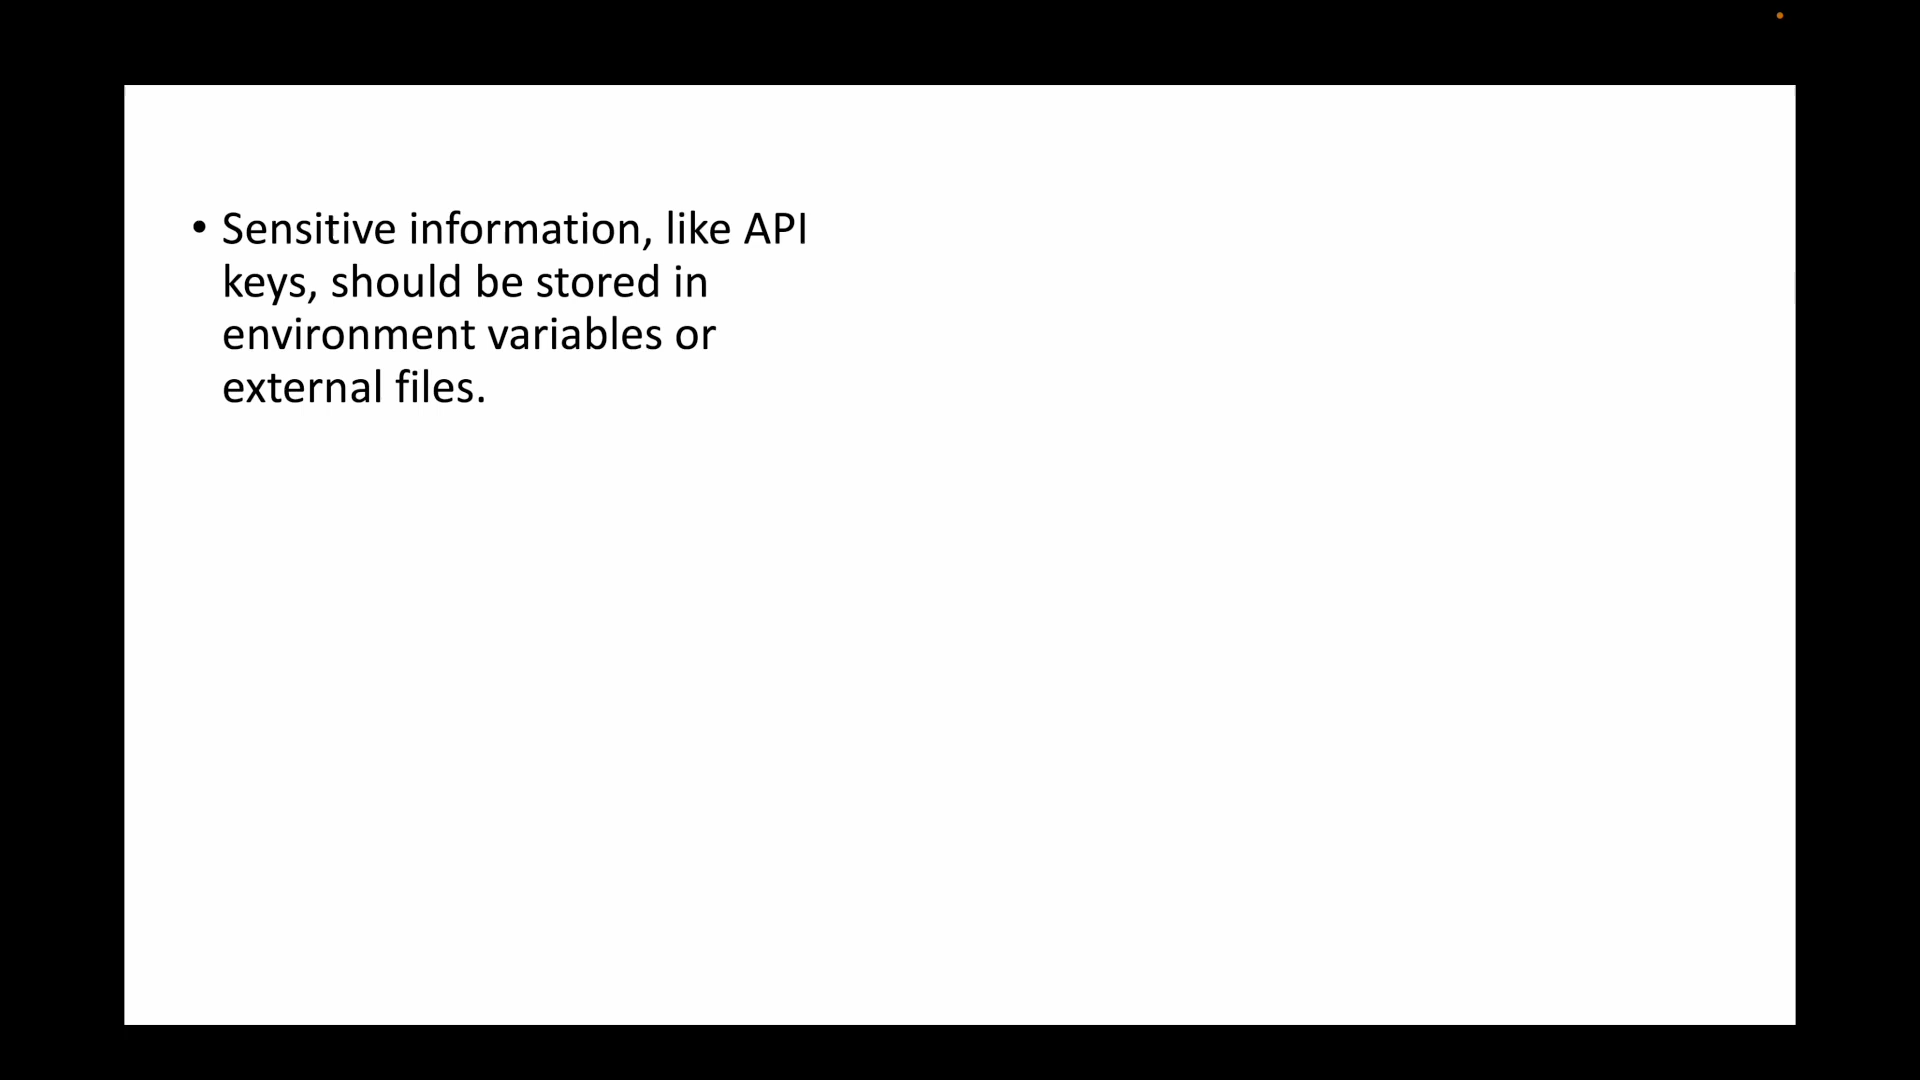 • Sensitive information, like API
keys, should be stored in
environment variables or
external files.